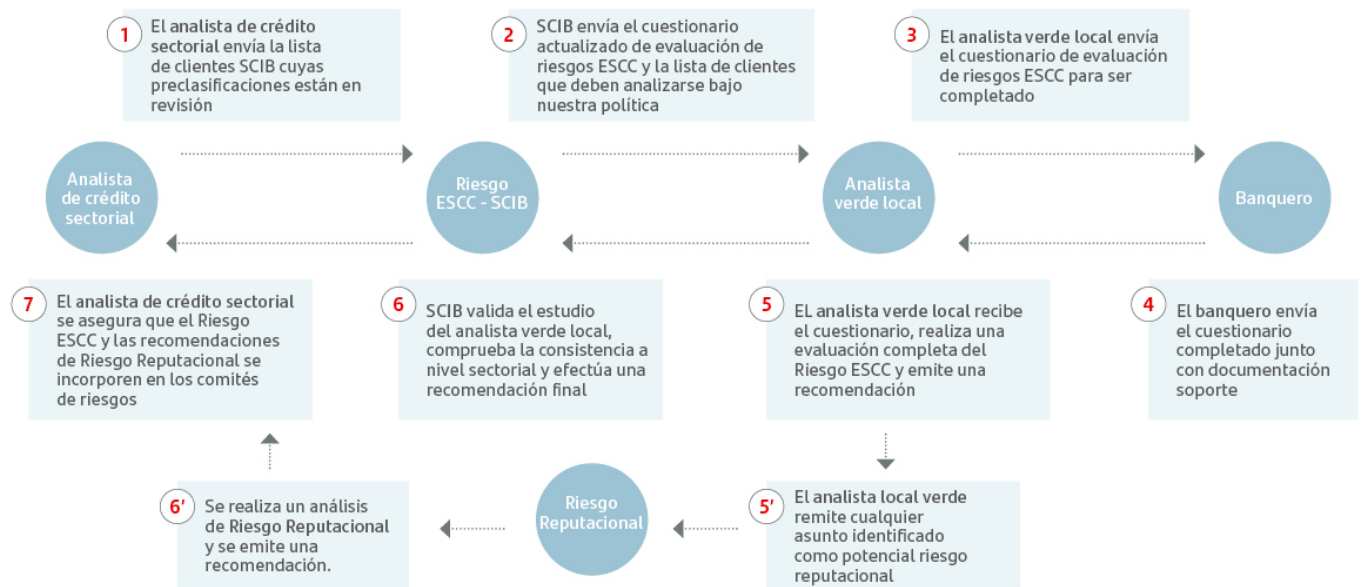 1
El analista de crédito
sectorial envía la lista
de clientes SCIB cuyas
preclasificaciones están en
revisión
2
SCIB envía el cuestionario
actualizado de evaluación de
riesgos ESCC y la lista de clientes
que deben analizarse bajo
nuestra política
3
El analista verde local envía
el cuestionario de evaluación
de riesgos ESCC para ser
completado
Analista
de crédito
sectorial
Riesgo
ESCC - SCIB
Analista
verde local
Banquero
7
El analista de crédito sectorial
se asegura que el Riesgo
ESCC y las recomendaciones
de Riesgo Reputacional se
incorporen en los comités
de riesgos
6
SCIB valida el estudio
del analista verde local,
comprueba la consistencia a
nivel sectorial y efectúa una
recomendación final
5
EL analista verde local recibe
el cuestionario, realiza una
evaluación completa del
Riesgo ESCC y emite una
recomendación
4
El banquero envía
el cuestionario
completado junto
con documentación
soporte
6'
Se realiza un análisis
de Riesgo Reputacional
y se emite una
recomendación.
Riesgo
Reputacional
5'
El analista local verde
remite cualquier
asunto identificado
como potencial riesgo
reputacional